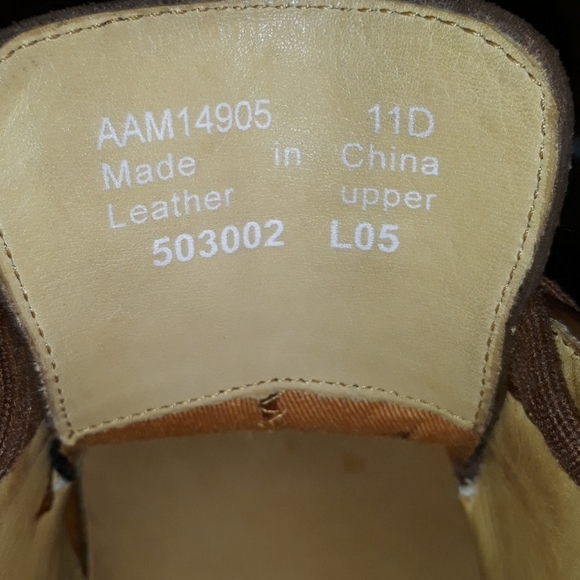 AAM14905 11D
Made in China
Leather upper
503002 L05